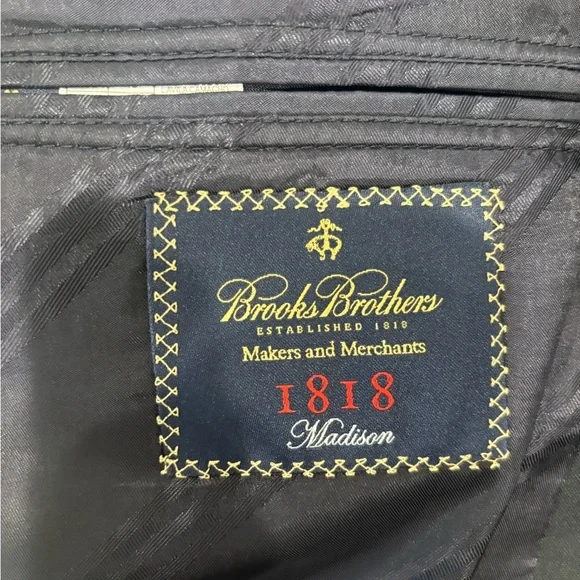 Brooks Brothers
ESTABLISHED 1818
Makers and Merchants
1818
Madison